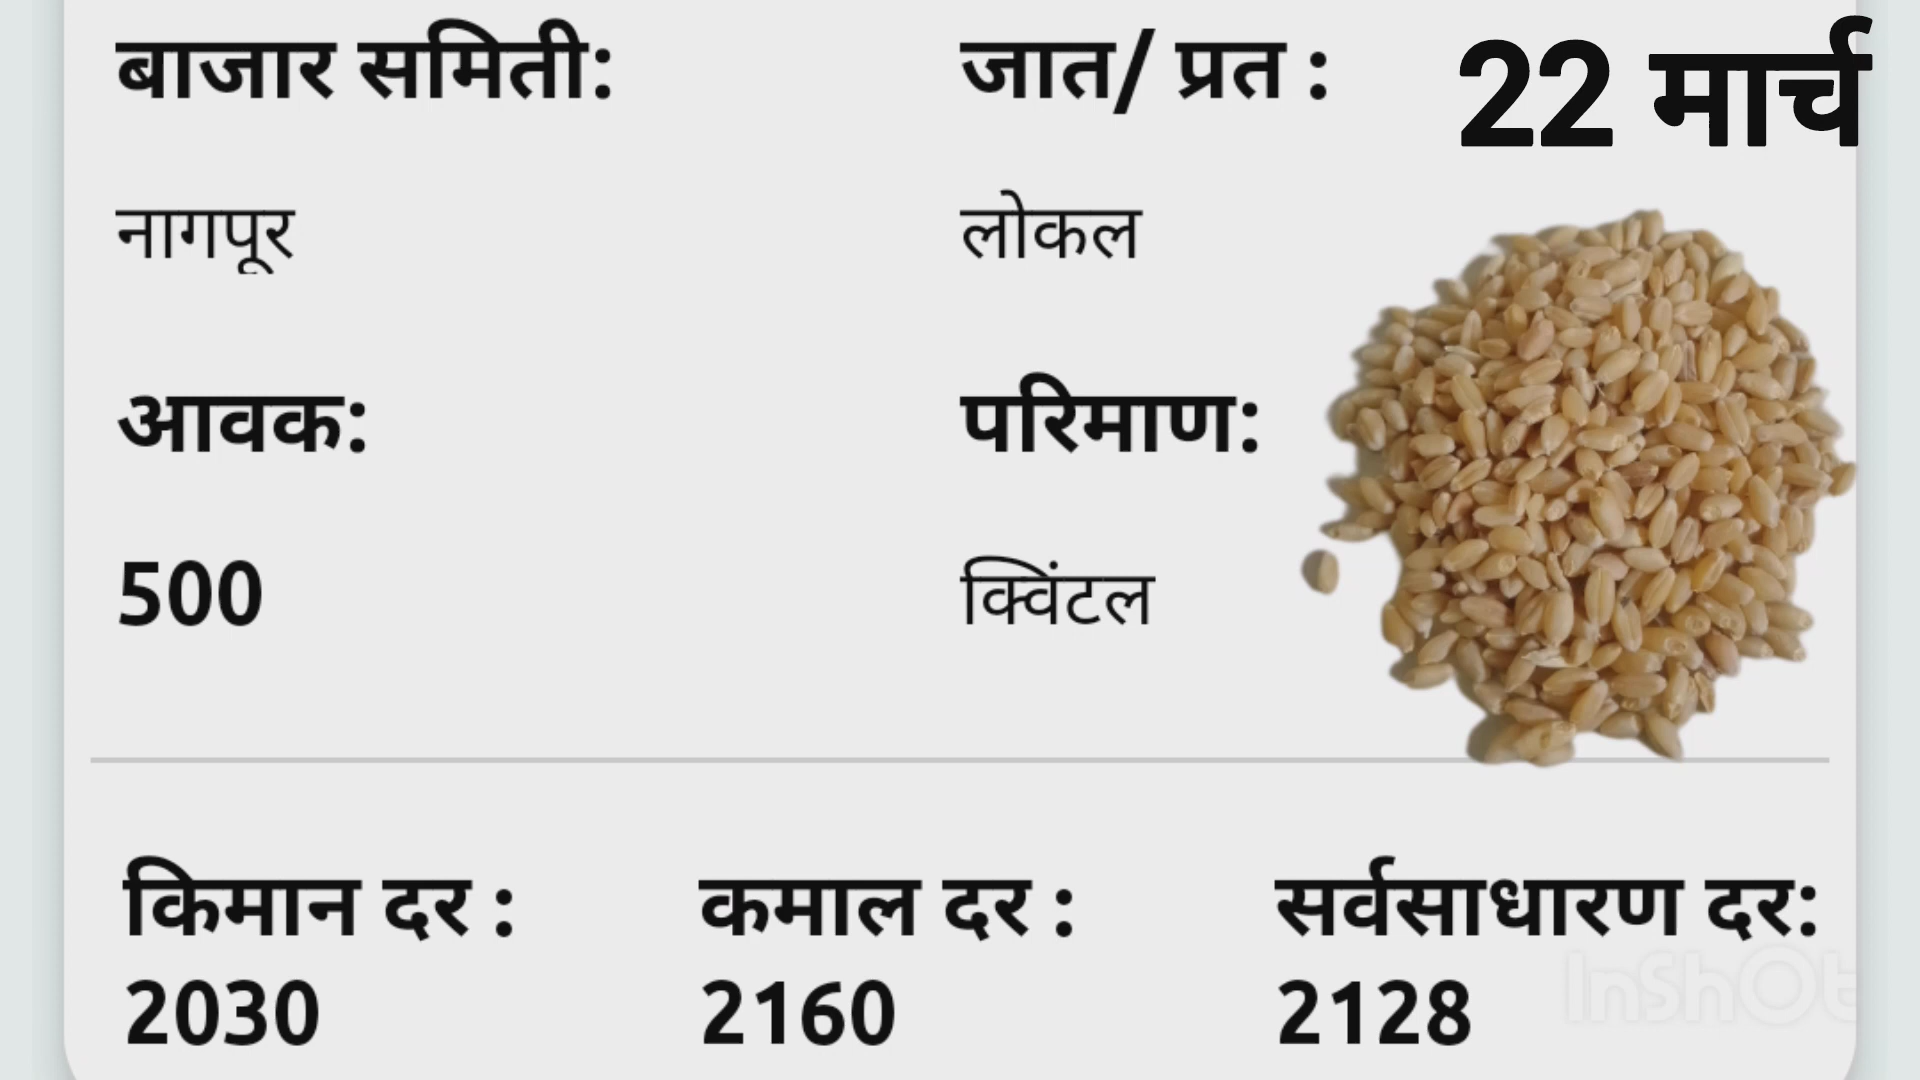 बाजार समिती:
जात/ प्रत :
22 मार्च
नागपूर
लोकल
आवक:
परिमाण:
500
क्विंटल
किमान दर :
कमाल दर :
सर्वसाधारण दर:
2030
2160
2128
InShOt